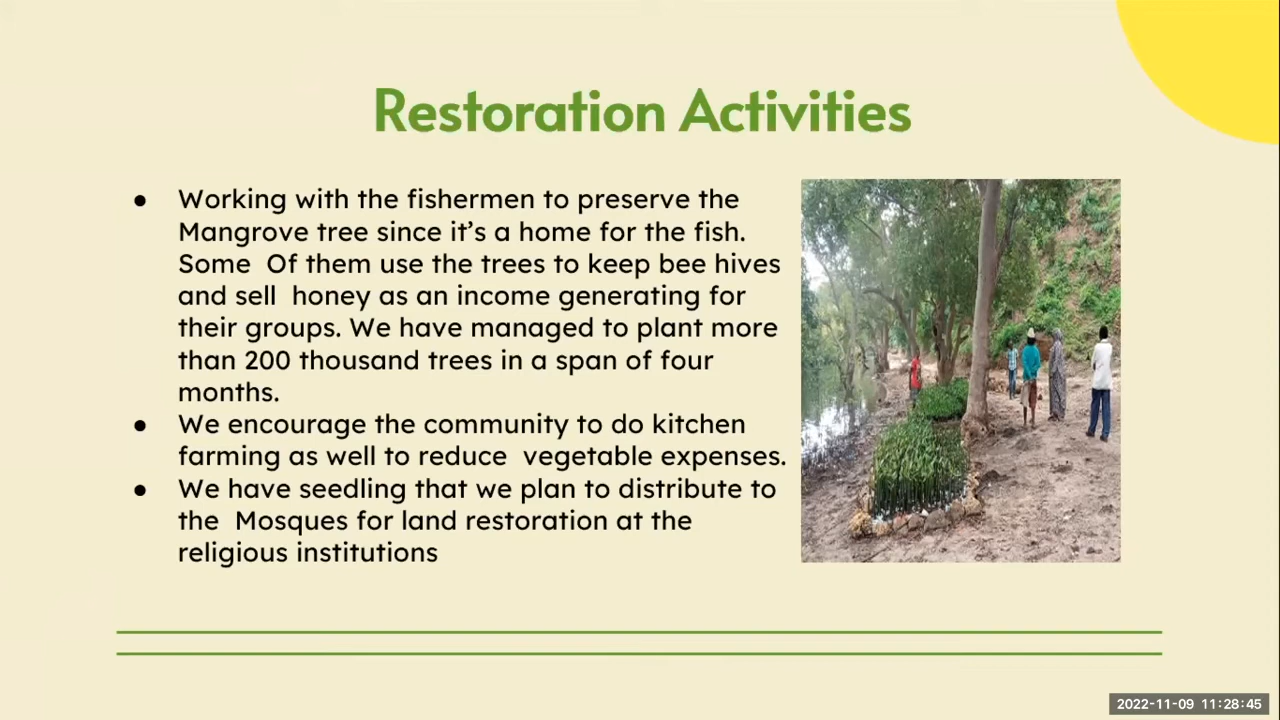 Restoration Activities
● Working with the fishermen to preserve the
Mangrove tree since it’s a home for the fish.
Some  Of them use the trees to keep bee hives
and sell  honey as an income generating for
their groups. We have managed to plant more
than 200 thousand trees in a span of four
months.
● We encourage the community to do kitchen
farming as well to reduce  vegetable expenses.
● We have seedling that we plan to distribute to
the  Mosques for land restoration at the
religious institutions
2022-11-09 11:28:45